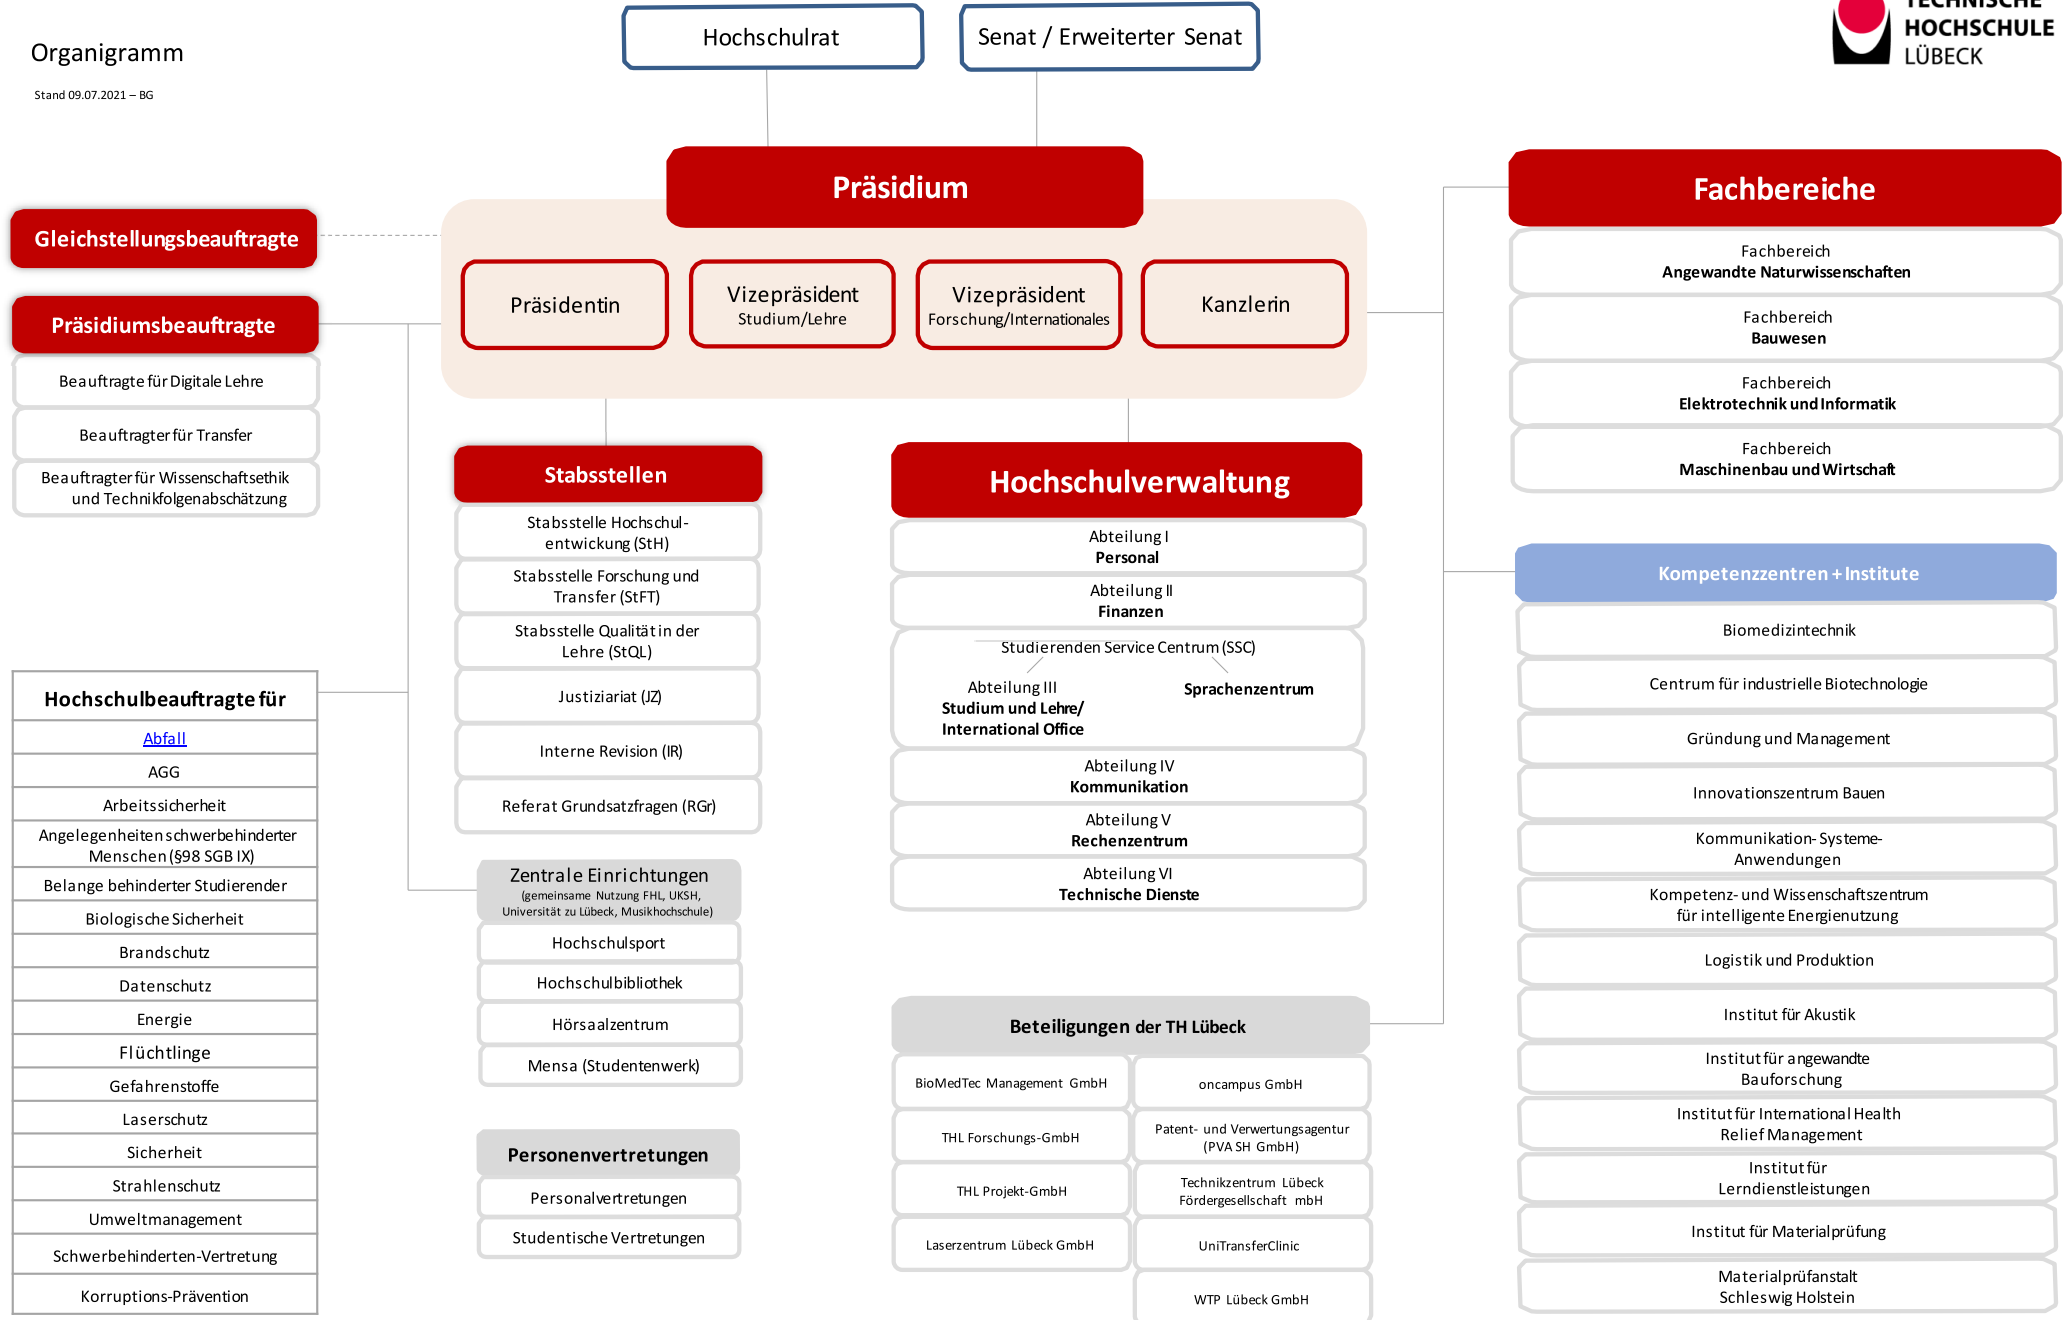 Organigramm
Stand 09.07.2021 – BG
Hochschulrat
Senat / Erweiterter Senat
TECHNISCHE
HOCHSCHULE
LÜBECK
Präsidium
Präsidentin
Vizepräsident
Studium/Lehre
Vizepräsident
Forschung/Internationales
Kanzlerin
Gleichstellungsbeauftragte
Präsidiumsbeauftragte
Beauftragte für Digitale Lehre
Beauftragter für Transfer
Beauftragter für Wissenschaftsethik
und Technikfolgenabschätzung
Hochschulbeauftragte für
Abfall
AGG
Arbeitssicherheit
Angelegenheiten schwerbehinderter
Menschen (§98 SGB IX)
Belange behinderter Studierender
Biologische Sicherheit
Brandschutz
Datenschutz
Energie
Flüchtlinge
Gefahrenstoffe
Laserschutz
Sicherheit
Strahlenschutz
Umweltmanagement
Schwerbehinderten-Vertretung
Korruptions-Prävention
Stabsstellen
Stabsstelle Hochschul-
entwickung (StH)
Stabsstelle Forschung und
Transfer (StFT)
Stabsstelle Qualität in der
Lehre (StQL)
Justiziariat (JZ)
Interne Revision (IR)
Referat Grundsatzfragen (RGr)
Zentrale Einrichtungen
(gemeinsame Nutzung FHL, UKSH,
Universität zu Lübeck, Musikhochschule)
Hochschulsport
Hochschulbibliothek
Hörsaalzentrum
Mensa (Studentenwerk)
Personenvertretungen
Personalvertretungen
Studentische Vertretungen
Hochschulverwaltung
Abteilung I
Personal
Abteilung II
Finanzen
Studierenden Service Centrum (SSC)
Abteilung III
Studium und Lehre/
International Office
Sprachenzentrum
Abteilung IV
Kommunikation
Abteilung V
Rechenzentrum
Abteilung VI
Technische Dienste
Beteiligungen der TH Lübeck
BioMedTec Management GmbH
THL Forschungs-GmbH
THL Projekt-GmbH
Laserzentrum Lübeck GmbH
oncampus GmbH
Patent- und Verwertungsagentur
(PVA SH GmbH)
Technikzentrum Lübeck
Fördergesellschaft mbH
UniTransferClinic
WTP Lübeck GmbH
Fachbereiche
Fachbereich
Angewandte Naturwissenschaften
Fachbereich
Bauwesen
Fachbereich
Elektrotechnik und Informatik
Fachbereich
Maschinenbau und Wirtschaft
Kompetenzzentren + Institute
Biomedizintechnik
Centrum für industrielle Biotechnologie
Gründung und Management
Innovationszentrum Bauen
Kommunikation- Systeme-
Anwendungen
Kompetenz- und Wissenschaftszentrum
für intelligente Energienutzung
Logistik und Produktion
Institut für Akustik
Institut für angewandte
Bauforschung
Institut für International Health
Relief Management
Institut für
Lerndienstleistungen
Institut für Materialprüfung
Materialprüfanstalt
Schleswig Holstein